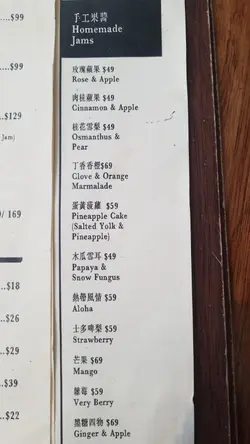 手工果醬
Homemade
Jams
玫瑰蘋果 $49
Rose & Apple
肉桂蘋果 $49
Cinnamon & Apple
桂花雪梨 $49
Osmanthus &
Pear
丁香香橙$69
Clove & Orange
Marmalade
蛋黃菠蘿 $59
Pineapple Cake
(Salted Yolk &
Pineapple)
木瓜雪耳 $49
Papaya &
Snow Fungus
熱帶風情 $59
Aloha
士多啤梨 $59
Strawberry
芒果 $69
Mango
雜莓 $59
Very Berry
黑糖四物 $69
Ginger & Apple
...$99
....$99
..$129
Jam)
/ 169
...$18
...$26
..$29
..$39
...$22